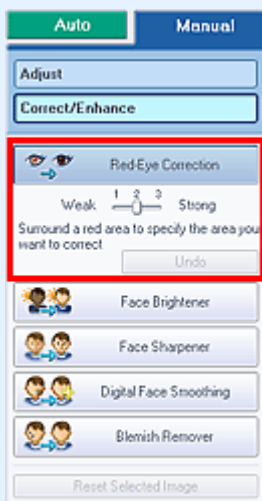 Auto Manual
Adjust
Correct/Enhance
Red-Eye Correction
1 2 3
Weak Strong
Surround a red area to specify the area you
want to correct
Undo
Face Brightener
Face Sharpener
Digital Face Smoothing
Blemish Remover
Reset Selected Image